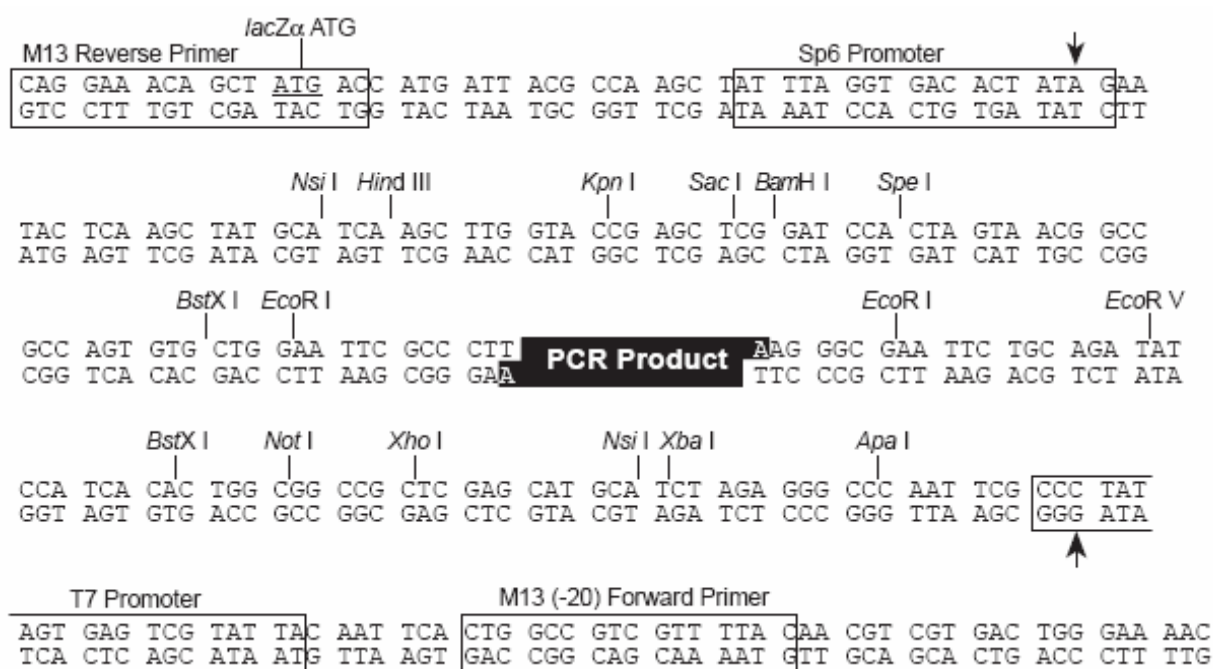 lacZα ATG
M13 Reverse Primer Sp6 Promoter
CAG GAA ACA GCT ATG ACC ATG ATT ACG CCA AGC TAT TTA GGT GAC ACT ATA GAA
GTC CTT TGT CGA TAC TGG TAC TAA TGC GGT TCG ATA AAT CCA CTG TGA TAT CTT
Nsi I Hind III Kpn I Sac I BamH I Spe I
TAC TCA AGC TAT GCA TCA AGC TTG GTA CCG AGC TCG GAT CCA CTA GTA ACG GCC
ATG AGT TCG ATA CGT AGT TCG AAC CAT GGC TCG AGC CTA GGT GAT CAT TGC CGG
BstX I EcoR I EcoR I EcoR V
GCC AGT GTG CTG GAA TTC GCC CTT PCR Product AAG GGC GAA TTC TGC AGA TAT
CGG TCA CAC GAC CTT AAG CGG GAA TTC CCG CTT AAG ACG TCT ATA
BstX I Not I Xho I Nsi I Xba I Apa I
CCA TCA CAC TGG CGG CCG CTC GAG CAT GCA TCT AGA GGG CCC AAT TCG CCC TAT
GGT AGT GTG ACC GCC GGC GAG CTC GTA CGT AGA TCT CCC GGG TTA AGC GGG ATA
T7 Promoter M13 (-20) Forward Primer
AGT GAG TCG TAT TAC AAT TCA CTG GCC GTC GTT TTA CAA CGT CGT GAC TGG GAA AAC
TCA CTC AGC ATA ATG TTA AGT GAC CGG CAG CAA AAT GTT GCA GCA CTG ACC CTT TTG